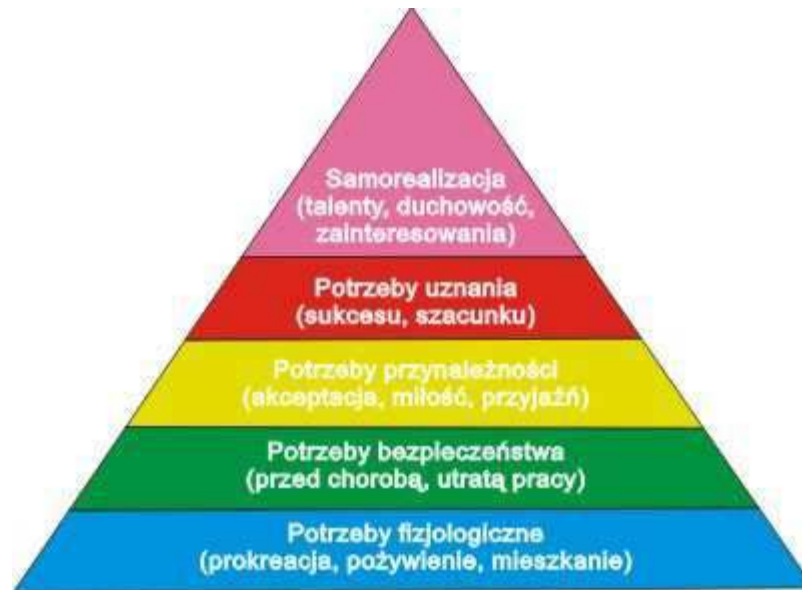 Samorealizacja
(talenty, duchowość,
zainteresowania)
Potrzeby uznania
(sukcesu, szacunku)
Potrzeby przynależności
(akceptacja, miłość, przyjaźń)
Potrzeby bezpieczeństwa
(przed chorobą, utratą pracy)
Potrzeby fizjologiczne
(prokreacja, pożywienie, mieszkanie)